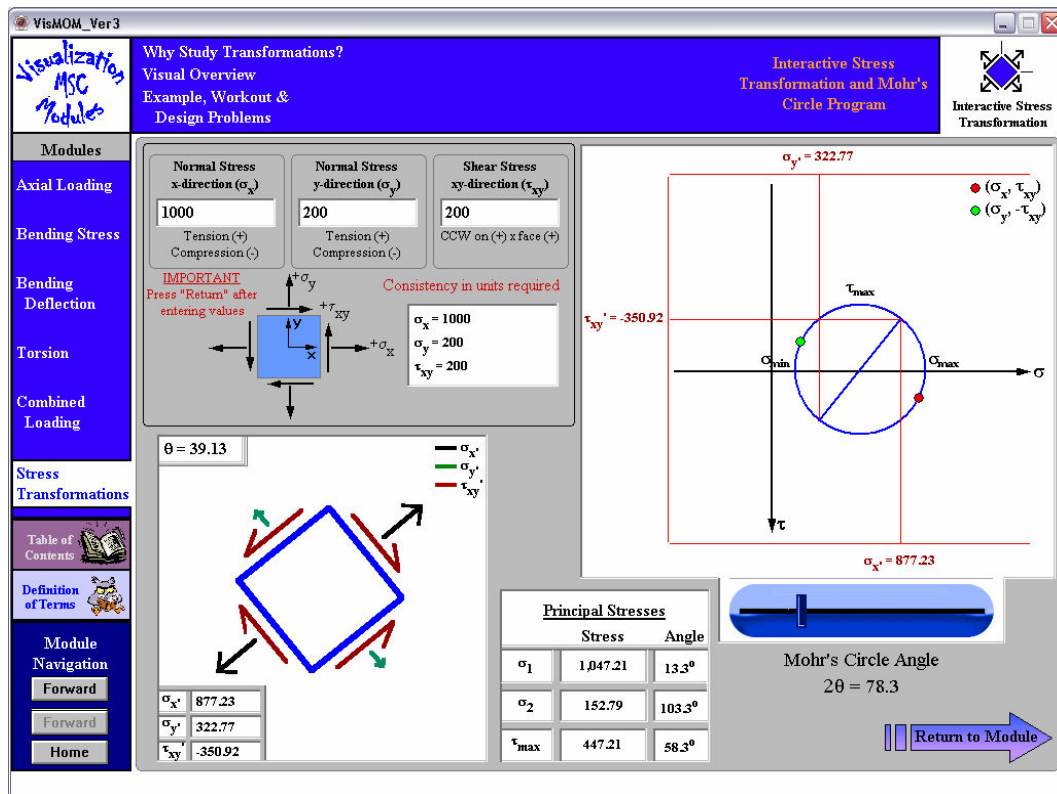 VisMOM_Ver3
Visualization
MSC
Modules
Why Study Transformations?
Visual Overview
Example, Workout &
Design Problems
Interactive Stress
Transformation and Mohr's
Circle Program
Interactive Stress
Transformation
Modules
Axial Loading
Bending Stress
Bending
Deflection
Torsion
Combined
Loading
Stress
Transformations
Table of
Contents
Definition
of Terms
Module
Navigation
Forward
Forward
Home
Normal Stress
x-direction (σx)
1000
Tension (+)
Compression (-)
Normal Stress
y-direction (σy)
200
Tension (+)
Compression (-)
Shear Stress
xy-direction (τxy)
200
CCW on (+) x face (+)
IMPORTANT
Press "Return" after
entering values
+σy
+τxy
+σx
y
x
Consistency in units required
σx = 1000
σy = 200
τxy = 200
θ = 39.13
σx'
σy'
τxy'
σx' 877.23
σy' 322.77
τxy' -350.92
σy' = 322.77
(σx, τxy)
(σy, -τxy)
τmax
τxy' = -350.92
σmin
σmax
σ
τ
σx' = 877.23
Principal Stresses
Stress Angle
σ1 1,047.21 13.3º
σ2 152.79 103.3º
τmax 447.21 58.3º
Mohr's Circle Angle
2θ = 78.3
Return to Module